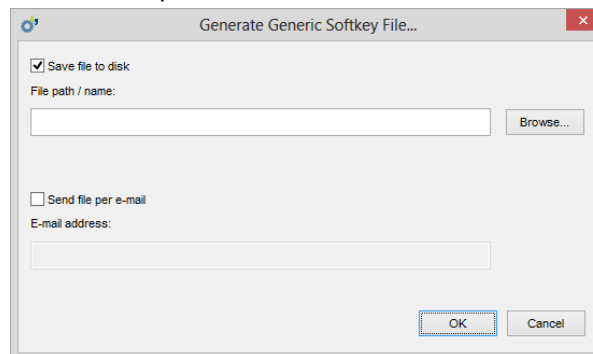 Generate Generic Softkey File...
Save file to disk
File path / name:
Browse...
Send file per e-mail
E-mail address:
OK
Cancel